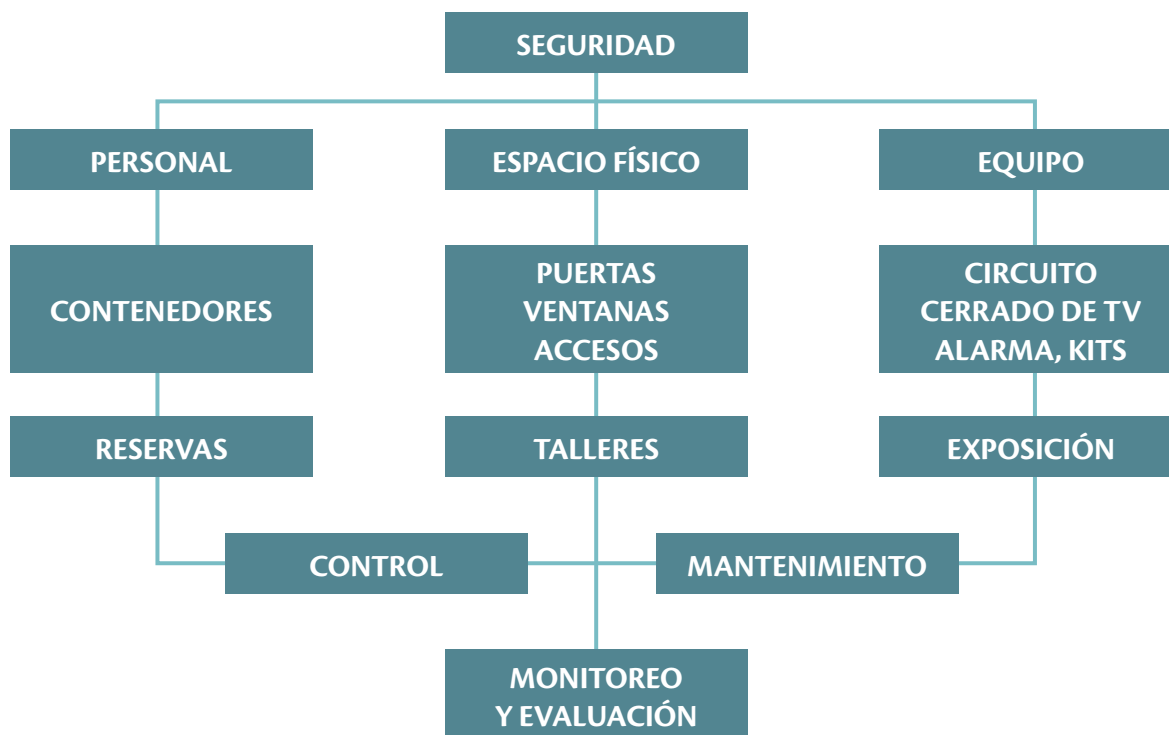 SEGURIDAD
PERSONAL
ESPACIO FÍSICO
EQUIPO
CONTENEDORES
PUERTAS
VENTANAS
ACCESOS
CIRCUITO
CERRADO DE TV
ALARMA, KITS
RESERVAS
TALLERES
EXPOSICIÓN
CONTROL
MANTENIMIENTO
MONITOREO
Y EVALUACIÓN